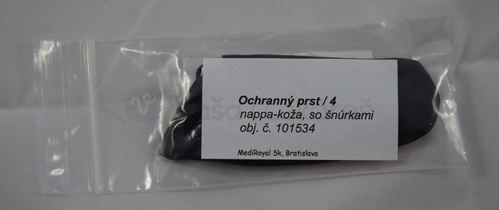 Ochranný prst / 4
nappa-koža, so šnúrkami
obj. č. 101534
MediRoyal Sk, Bratislava